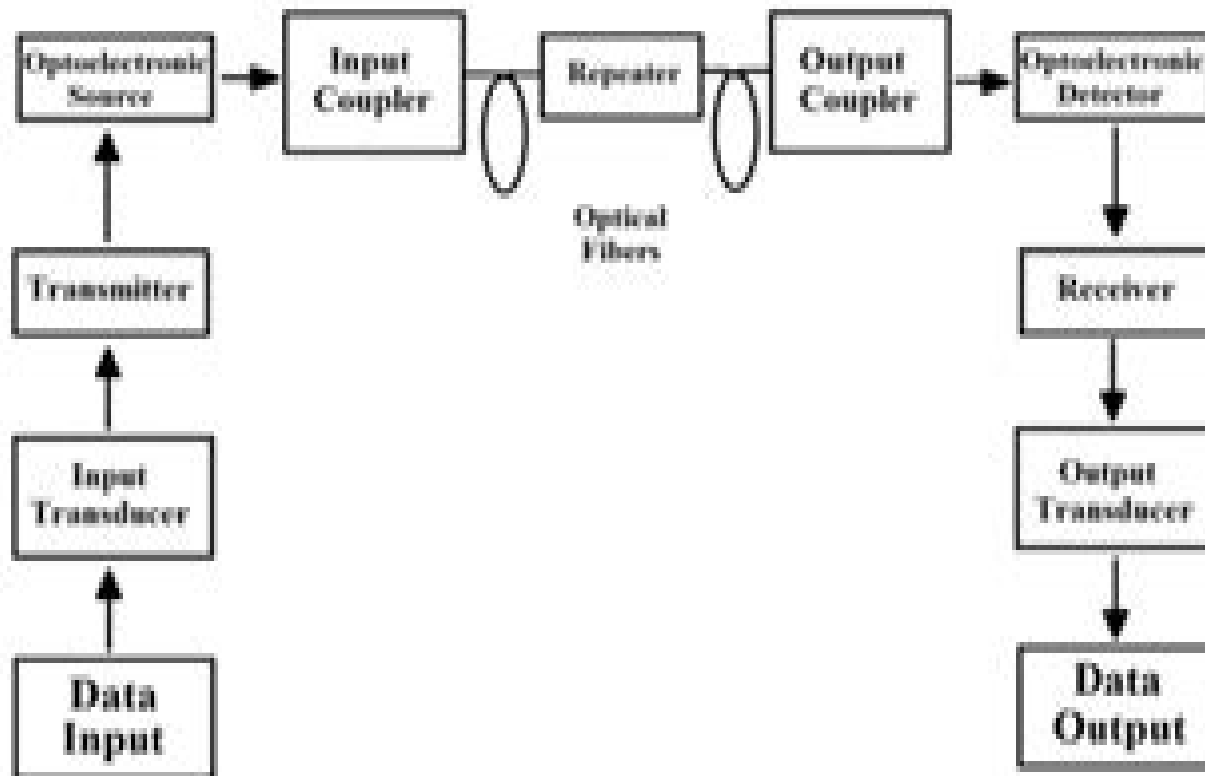 Optoelectronic
Source
Input
Coupler
Repeater
Output
Coupler
Optoelectronic
Detector
Optical
Fibers
Transmitter
Receiver
Input
Transducer
Output
Transducer
Data
Input
Data
Output